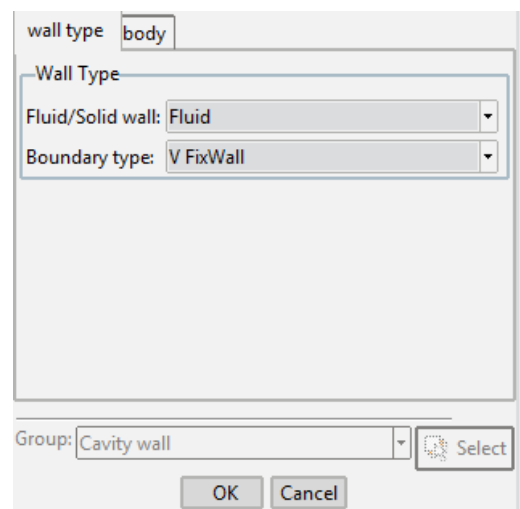 wall type body
Wall Type
Fluid/Solid wall: Fluid
Boundary type: V FixWall
Group: Cavity wall Select
OK Cancel